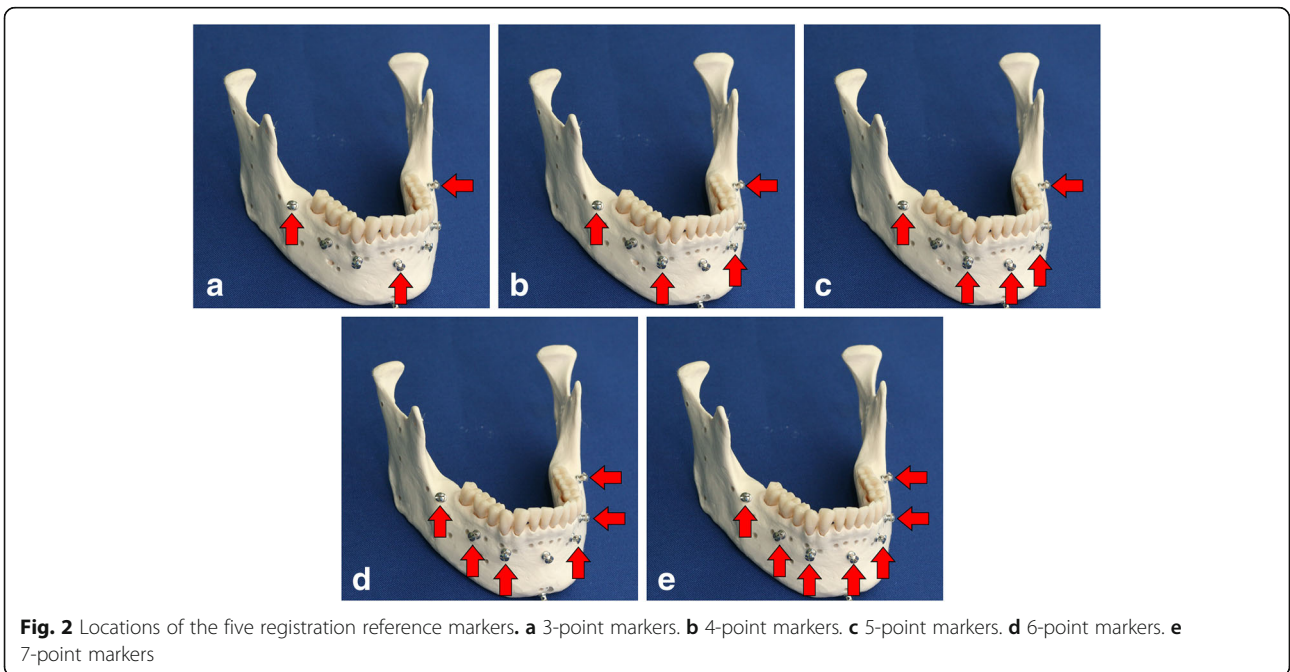 a
b
c
d
e
Fig. 2 Locations of the five registration reference markers. a 3-point markers. b 4-point markers. c 5-point markers. d 6-point markers. e
7-point markers